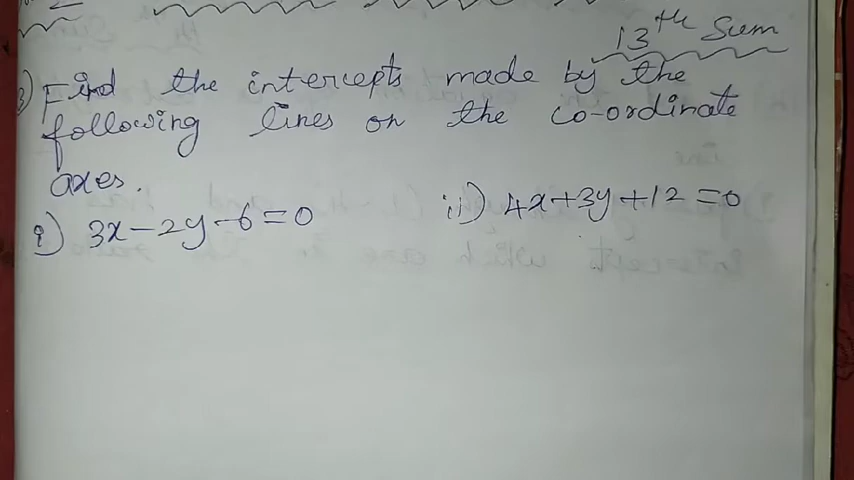 13th Sum
3) Find the intercepts made by the
following lines on the co-ordinate
axes.
i) 3x-2y-6=0 ii) 4x+3y+12=0